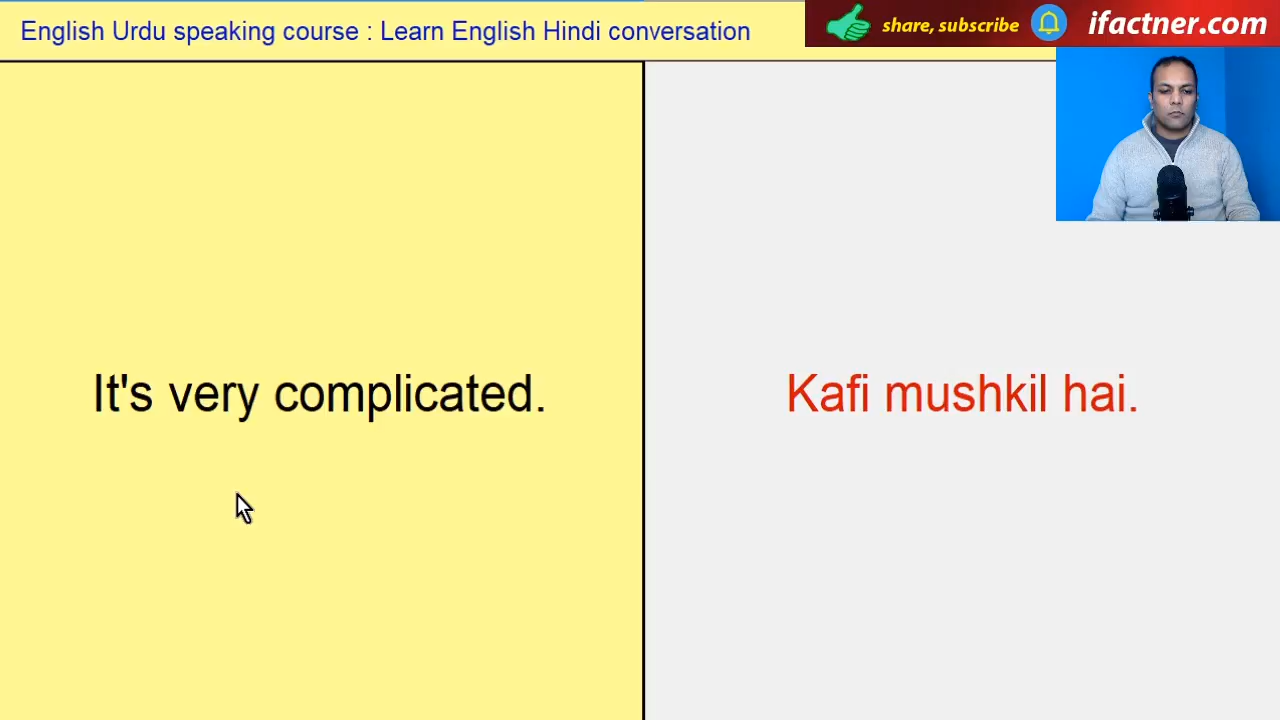 English Urdu speaking course : Learn English Hindi conversation
share, subscribe
ifactner.com
It's very complicated.
Kafi mushkil hai.